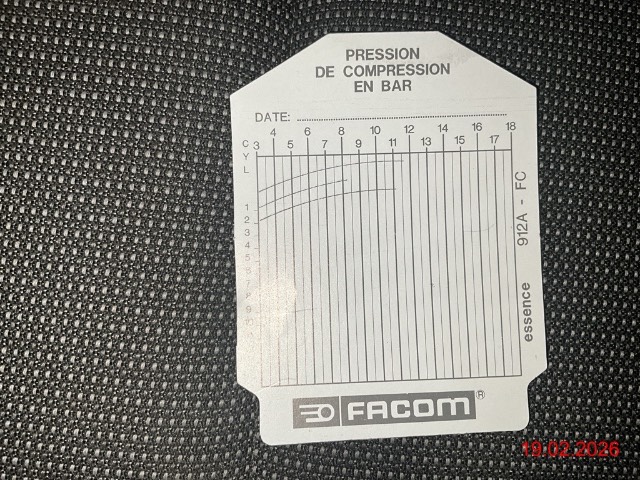 PRESSION
DE COMPRESSION
EN BAR
DATE:
4 6 8 10 12 14 16 18
3 5 7 9 11 13 15 17
CYL
1
2
3
4
5
6
7
8
9
912A - FC
essence
FACOM®
19.02.2026